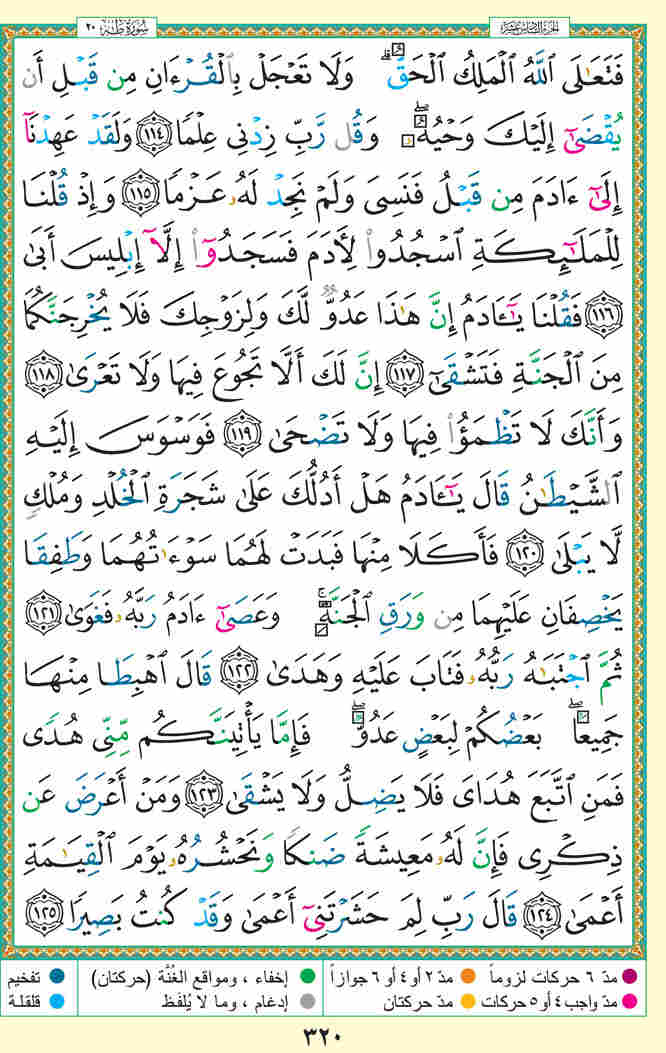 الجزء السادس عشر
سورة طه ٢٠
فَتَعَـٰلَى ٱللَّهُ ٱلْمَلِكُ ٱلْحَقُّ ۗ وَلَا تَعْجَلْ بِٱلْقُرْءَانِ مِن قَبْلِ أَن
يُقْضَىٰٓ إِلَيْكَ وَحْيُهُۥ ۖ وَقُل رَّبِّ زِدْنِى عِلْمًا ١١٤ وَلَقَدْ عَهِدْنَآ
إِلَىٰٓ ءَادَمَ مِن قَبْلُ فَنَسِىَ وَلَمْ نَجِدْ لَهُۥ عَزْمًا ١١٥ وَإِذْ قُلْنَا
لِلْمَلَـٰٓئِكَةِ ٱسْجُدُوا۟ لِـَٔادَمَ فَسَجَدُوٓا۟ إِلَّآ إِبْلِيسَ أَبَىٰ
١١٦ فَقُلْنَا يَـٰٓـَٔادَمُ إِنَّ هَـٰذَا عَدُوٌّ لَّكَ وَلِزَوْجِكَ فَلَا يُخْرِجَنَّكُمَا
مِنَ ٱلْجَنَّةِ فَتَشْقَىٰٓ ١١٧ إِنَّ لَكَ أَلَّا تَجُوعَ فِيهَا وَلَا تَعْرَىٰ ١١٨
وَأَنَّكَ لَا تَظْمَؤُا۟ فِيهَا وَلَا تَضْحَىٰ ١١٩ فَوَسْوَسَ إِلَيْهِ
ٱلشَّيْطَـٰنُ قَالَ يَـٰٓـَٔادَمُ هَلْ أَدُلُّكَ عَلَىٰ شَجَرَةِ ٱلْخُلْدِ وَمُلْكٍ
لَّا يَبْلَىٰ ١٢٠ فَأَكَلَا مِنْهَا فَبَدَتْ لَهُمَا سَوْءَٰتُهُمَا وَطَفِقَا
يَخْصِفَانِ عَلَيْهِمَا مِن وَرَقِ ٱلْجَنَّةِ ۚ وَعَصَىٰٓ ءَادَمُ رَبَّهُۥ فَغَوَىٰ ١٢١
ثُمَّ ٱجْتَبَـٰهُ رَبُّهُۥ فَتَابَ عَلَيْهِ وَهَدَىٰ ١٢٢ قَالَ ٱهْبِطَا مِنْهَا
جَمِيعًۢا ۖ بَعْضُكُمْ لِبَعْضٍ عَدُوٌّ ۖ فَإِمَّا يَأْتِيَنَّكُم مِّنِّى هُدًى
فَمَنِ ٱتَّبَعَ هُدَاىَ فَلَا يَضِلُّ وَلَا يَشْقَىٰ ١٢٣ وَمَنْ أَعْرَضَ عَن
ذِكْرِى فَإِنَّ لَهُۥ مَعِيشَةً ضَنكًا وَنَحْشُرُهُۥ يَوْمَ ٱلْقِيَـٰمَةِ
أَعْمَىٰ ١٢٤ قَالَ رَبِّ لِمَ حَشَرْتَنِىٓ أَعْمَىٰ وَقَدْ كُنتُ بَصِيرًا ١٢٥
مدّ ٦ حركات لزوماً مدّ ٢ أو ٤ أو ٦ جوازاً إخفاء ، ومواقع الغُنَّة (حركتان) تفخيم
مدّ واجب ٤ أو ٥ حركات مدّ حركتان إدغام ، وما لا يُلفَظ قلقلة
٣٢٠